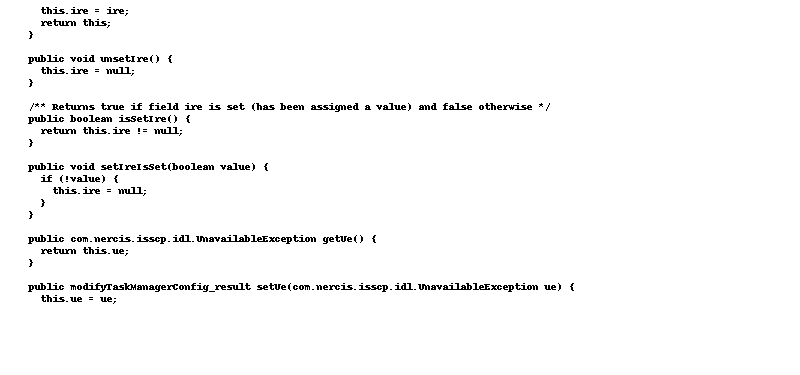 this.ire = ire;
    return this;
  }

  public void unsetIre() {
    this.ire = null;
  }

  /** Returns true if field ire is set (has been assigned a value) and false otherwise */
  public boolean isSetIre() {
    return this.ire != null;
  }

  public void setIreIsSet(boolean value) {
    if (!value) {
      this.ire = null;
    }
  }

  public com.nercis.isscp.idl.UnavailableException getUe() {
    return this.ue;
  }

  public modifyTaskManagerConfig_result setUe(com.nercis.isscp.idl.UnavailableException ue) {
    this.ue = ue;